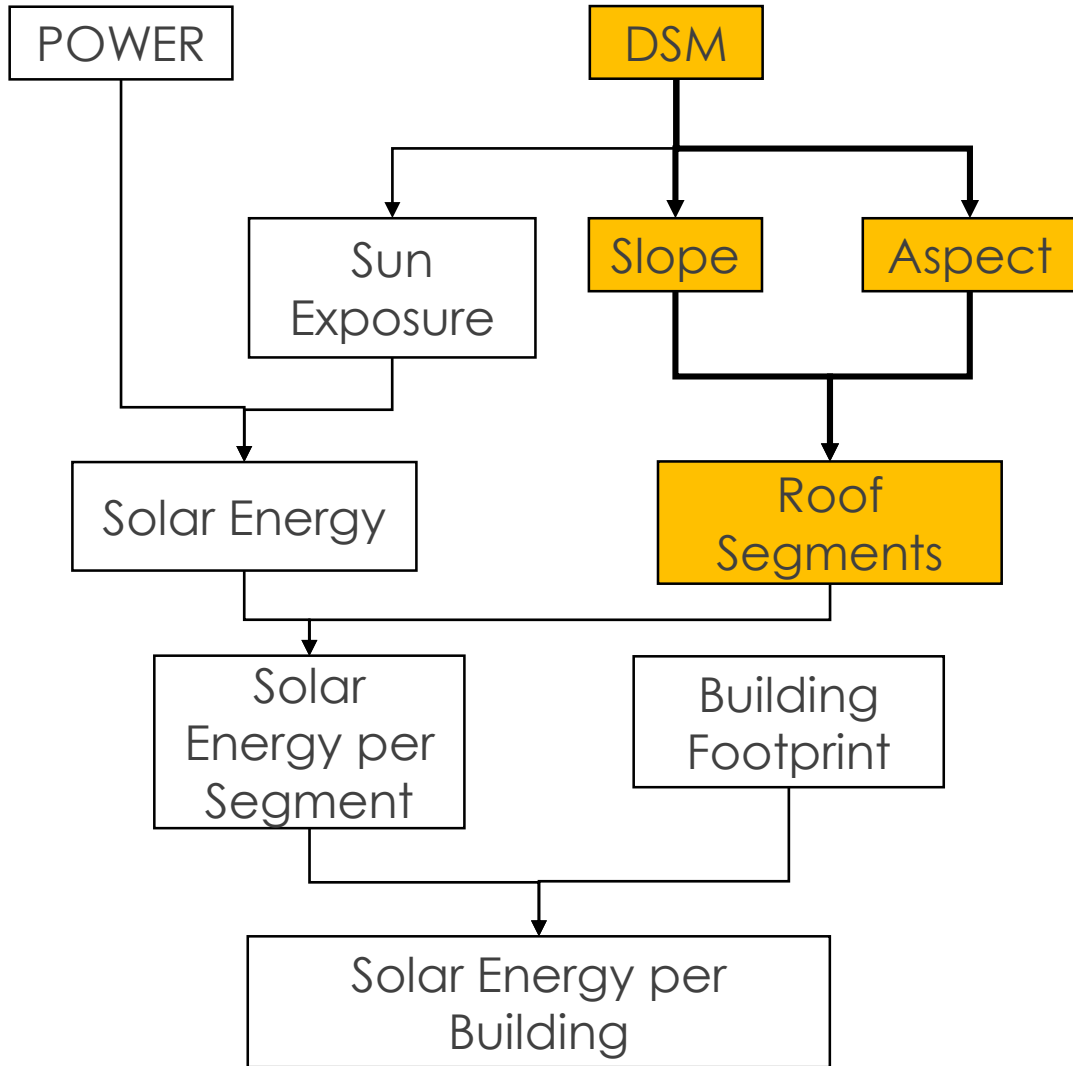 POWER
DSM
Sun
Exposure
Slope
Aspect
Solar Energy
Roof
Segments
Solar
Energy per
Segment
Building
Footprint
Solar Energy per
Building